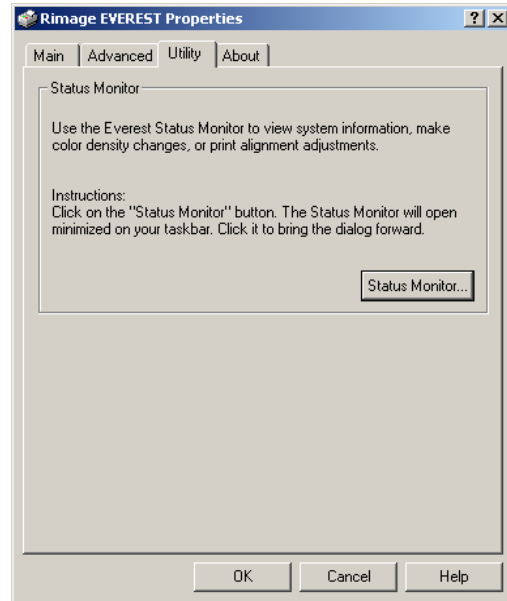 Rimage EVEREST Properties
Main Advanced Utility About
Status Monitor
Use the Everest Status Monitor to view system information, make
color density changes, or print alignment adjustments.
Instructions:
Click on the "Status Monitor" button. The Status Monitor will open
minimized on your taskbar. Click it to bring the dialog forward.
Status Monitor...
OK Cancel Help